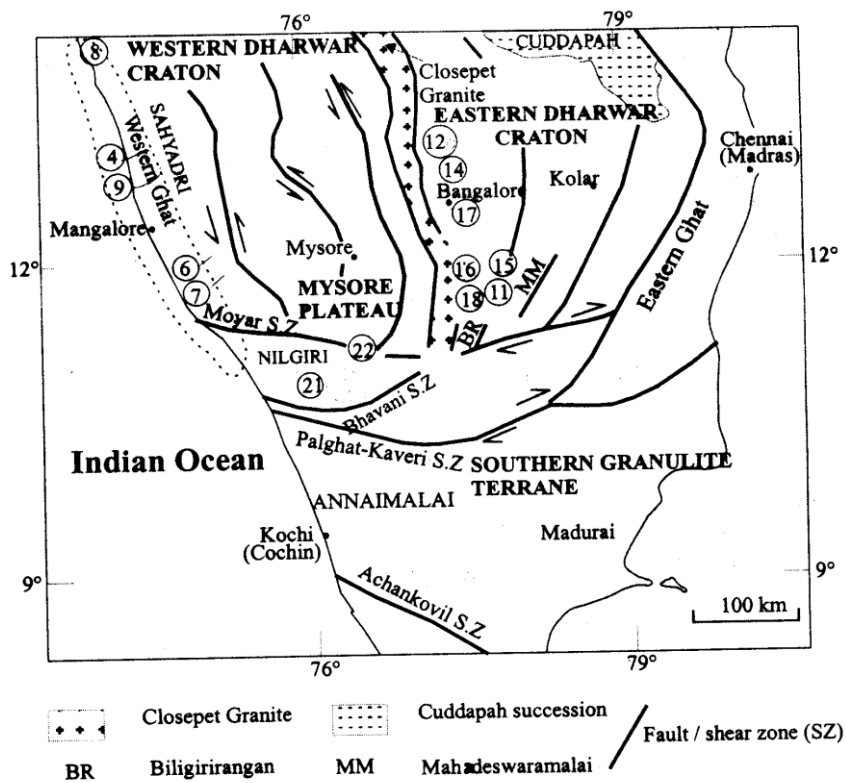 76°
79°
8
WESTERN DHARWAR
CRATON
CUDDAPAH
Closepet
Granite
EASTERN DHARWAR
CRATON
SAHYADRI
Western Ghat
12
4
14
Chennai
(Madras)
9
Bangalore
Kolar
17
Mangalore
Mysore
12°
12°
6
16
15
MM
7
MYSORE
PLATEAU
18
11
Eastern Ghat
Moyar S.Z
BR
22
NILGIRI
21
Bhavani S.Z
Palghat-Kaveri S.Z
Indian Ocean
SOUTHERN GRANULITE
TERRANE
ANNAIMALAI
Kochi
(Cochin)
Madurai
9°
9°
Achankovil S.Z
100 km
76°
79°
Closepet Granite
Cuddapah succession
Fault / shear zone (SZ)
BR
Biligirirangan
MM
Mahadeswaramalai